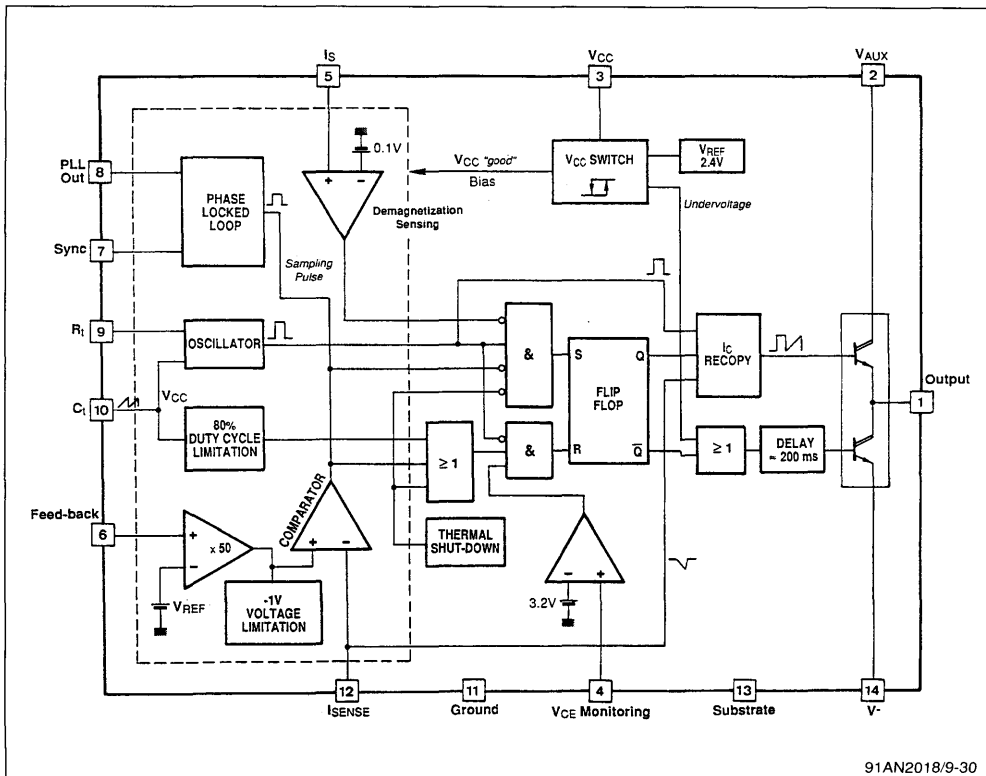 IS
5
VCC
3
VAUX
2
0.1V
+
−
PLL
Out
8
PHASE
LOCKED
LOOP
VCC "good"
Bias
VCC SWITCH
VREF
2.4V
Undervoltage
Demagnetization
Sensing
Sync
7
Sampling
Pulse
Rt
9
OSCILLATOR
&
S
Q
FLIP
FLOP
R
Q
IC
RECOPY
Output
1
Ct
10
VCC
80%
DUTY CYCLE
LIMITATION
≥ 1
&
≥ 1
DELAY
≈ 200 ms
COMPARATOR
+
−
Feed-back
6
+
−
x 50
VREF
-1V
VOLTAGE
LIMITATION
THERMAL
SHUT-DOWN
−
+
3.2V
12
ISENSE
11
Ground
4
VCE Monitoring
13
Substrate
14
V-
91AN2018/9-30